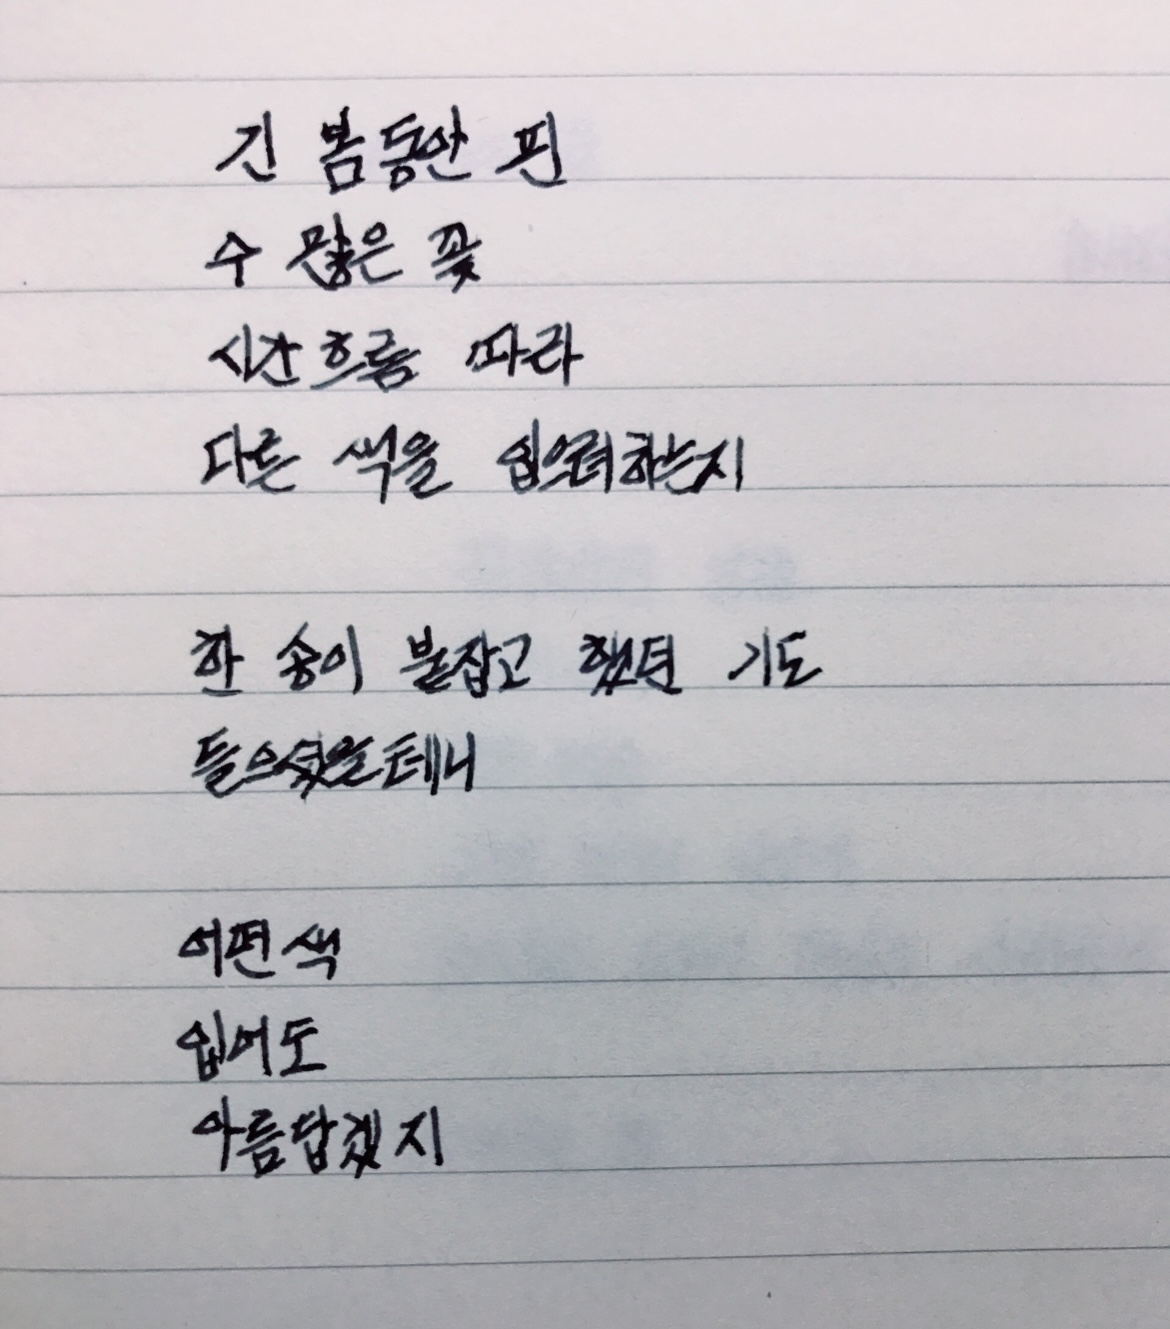 긴 봄동안 핀
수 많은 꽃
시간흐름 따라
다른 색을 입으려하는지
한 송이 붙잡고 했던 기도
들으셨을테니
어떤색
입어도
아름답겠지